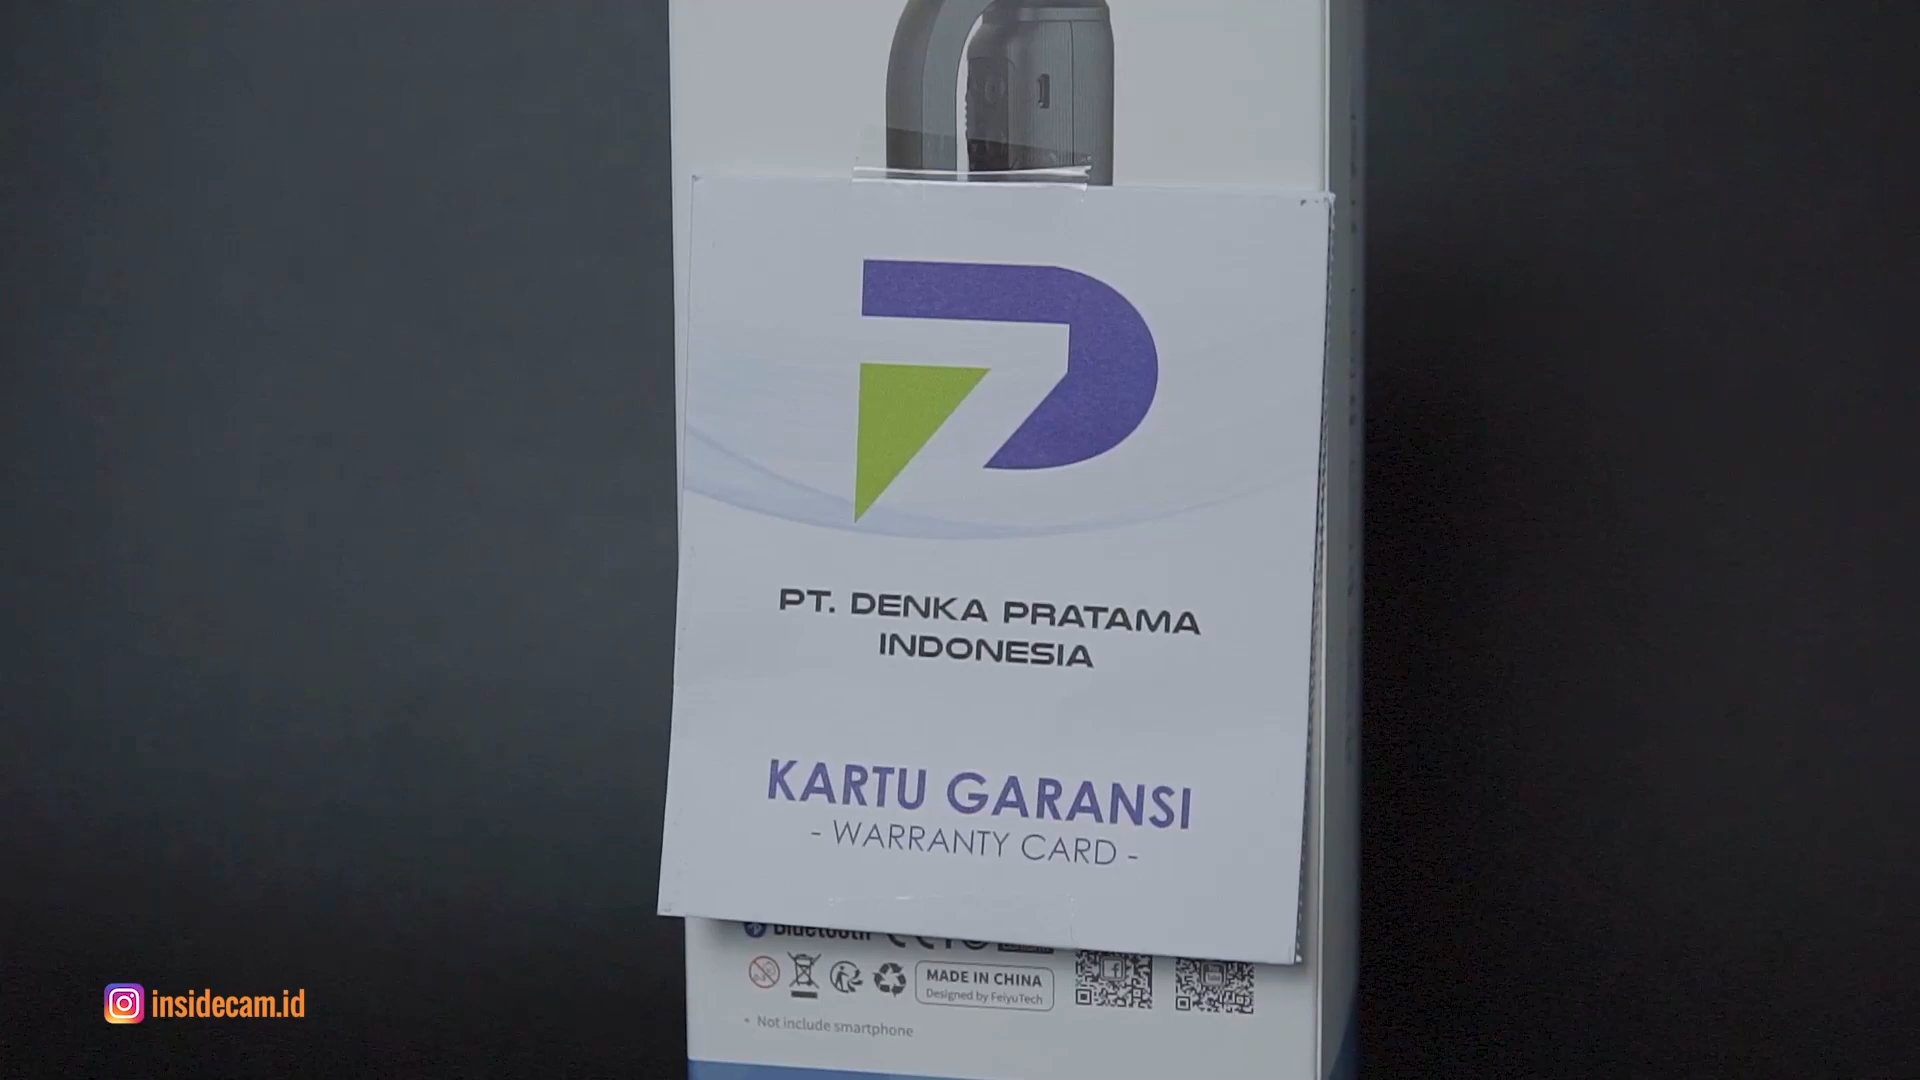 PT. DENKA PRATAMA
INDONESIA
KARTU GARANSI
- WARRANTY CARD -
Bluetooth
MADE IN CHINA
Designed by FeiyuTech
* Not include smartphone
insidecam.id